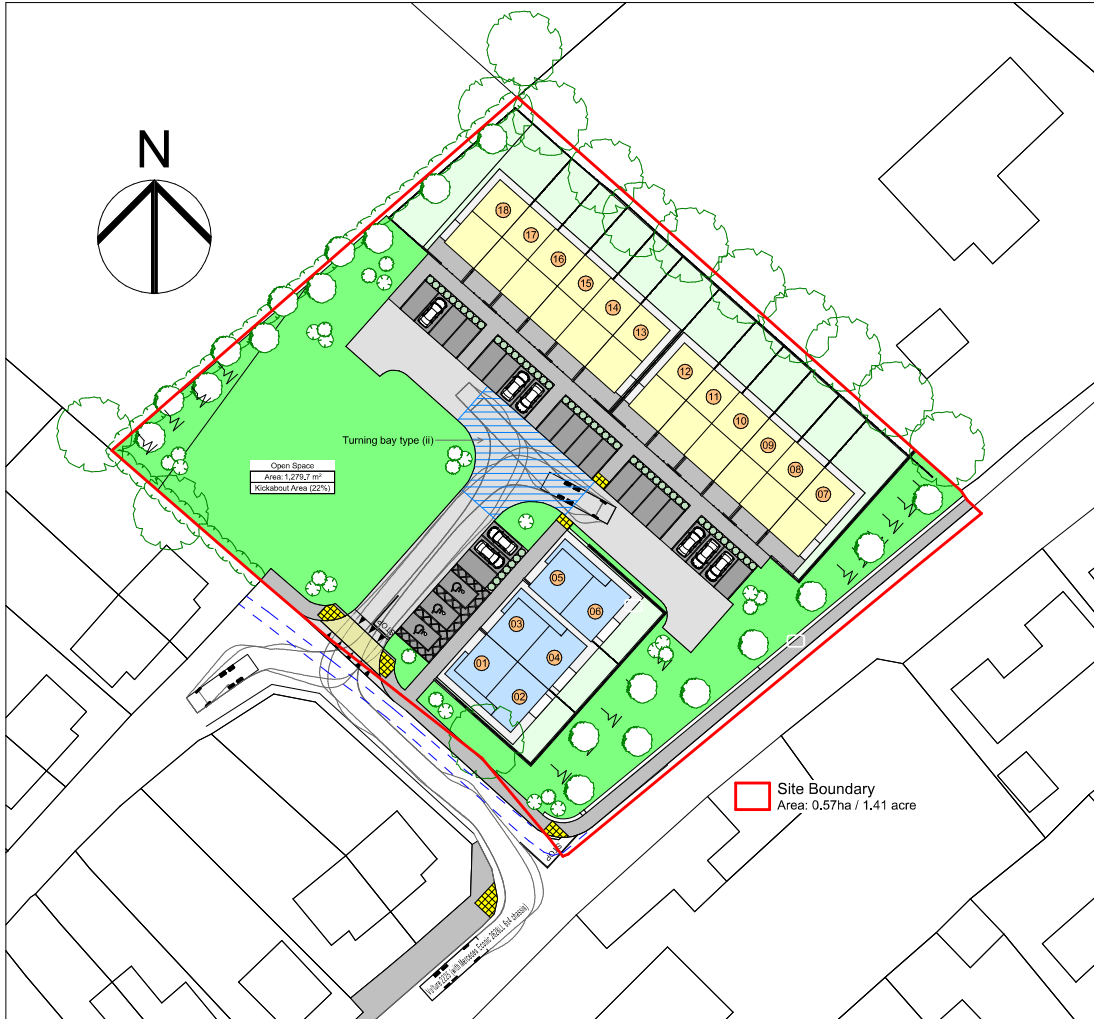 N
18
17
16
15
14
13
12
11
10
09
08
07
Turning bay type (ii)
Open Space
Area: 1,279.7 m²
Kickabout Area (22%)
05
06
03
04
01
02
STOP
Site Boundary
Area: 0.57ha / 1.41 acre
STOP